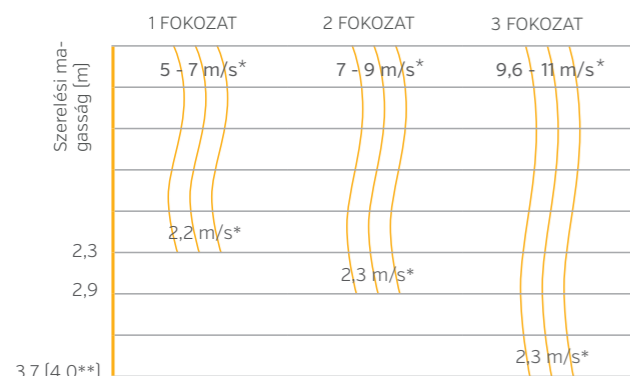 1 FOKOZAT
2 FOKOZAT
3 FOKOZAT
Szerelési ma-
gasság (m)
5 - 7 m/s*
7 - 9 m/s*
9,6 - 11 m/s*
2,2 m/s*
2,3
2,3 m/s*
2,9
2,3 m/s*
3,7 (4,0**)